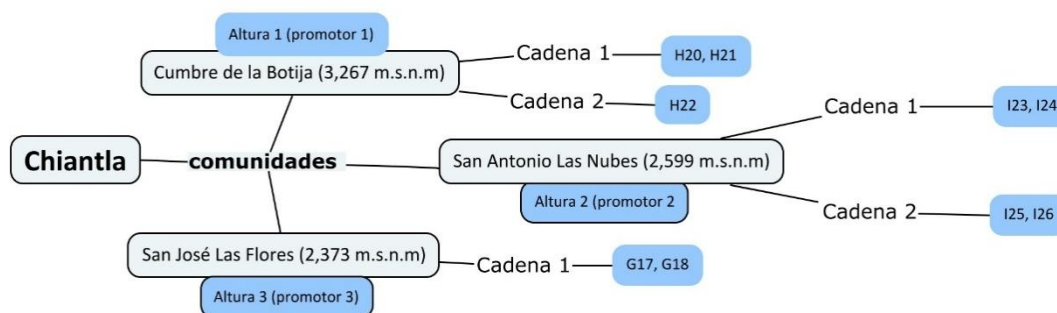 Altura 1 (promotor 1)
Cumbre de la Botija (3,267 m.s.n.m)
Cadena 1
H20, H21
Cadena 2
H22
Chiantla
comunidades
San Antonio Las Nubes (2,599 m.s.n.m)
Altura 2 (promotor 2
Cadena 1
I23, I24
Cadena 2
I25, I26
San José Las Flores (2,373 m.s.n.m)
Altura 3 (promotor 3)
Cadena 1
G17, G18